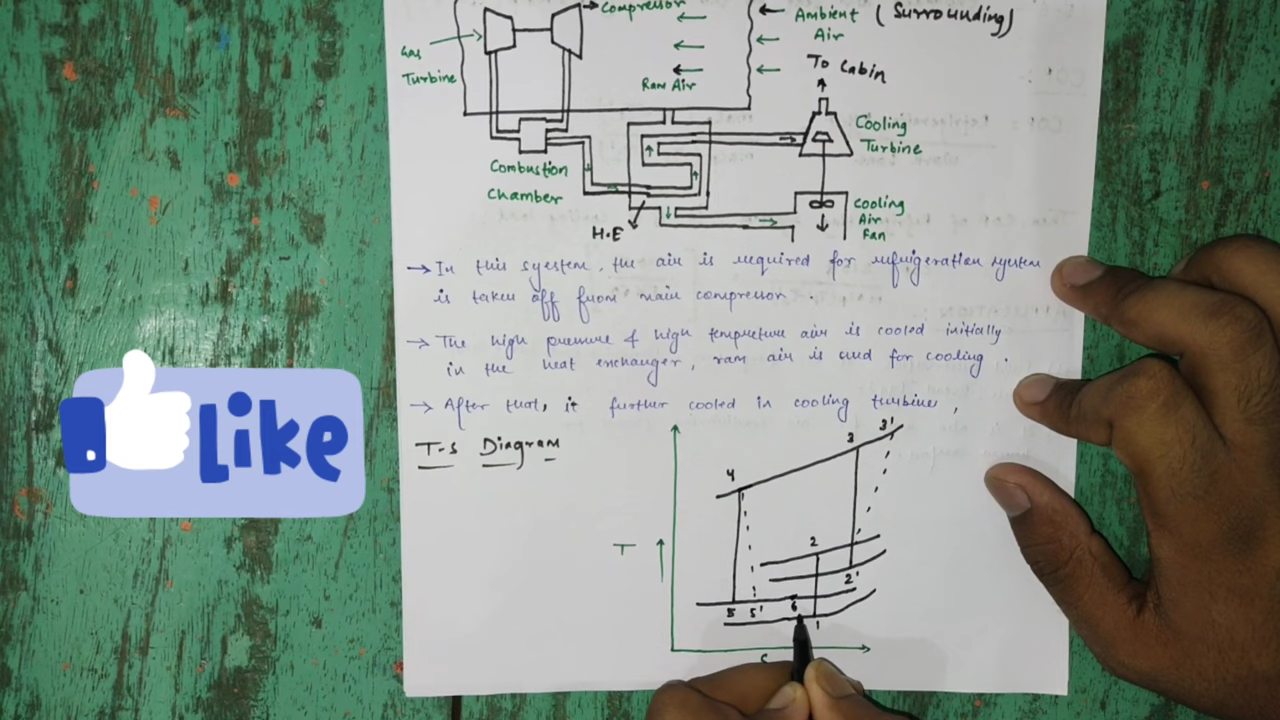 Compressor
Ambient (Surrounding)
Air
Gas
Turbine
Ram Air
To Cabin
Cooling
Turbine
Combustion
Chamber
H.E
Cooling
Air
Fan
→ In this syestem, the air is required for refrigeration system
is taken off from main compressor .
→ The high pressure & high tempreture air is cooled initially
in the heat exchanger, ram air is used for cooling .
→ After that, it further cooled in cooling turbine,
T-S Diagram
like
3'
3
4
2
T
2'
5 5' 6
1
S